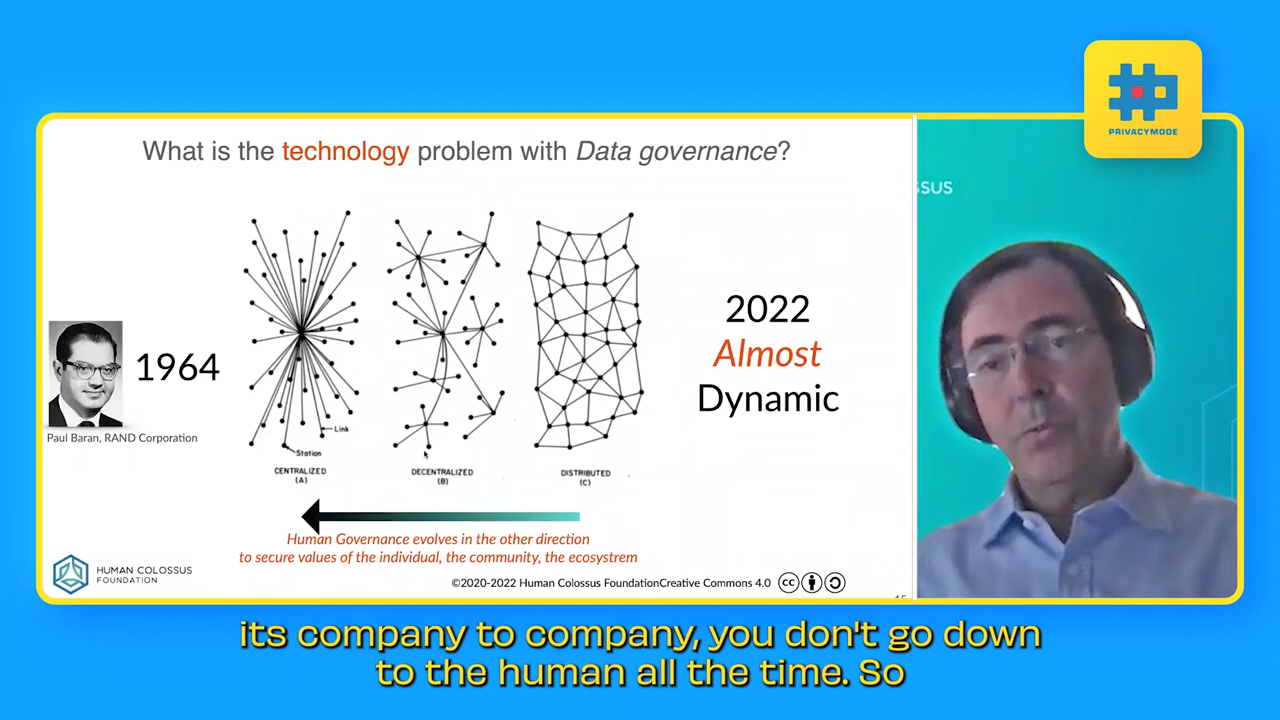 PRIVACYMODE
What is the technology problem with Data governance?
SSUS
1964
Paul Baran, RAND Corporation
Link
Station
CENTRALIZED
(A)
DECENTRALIZED
(B)
DISTRIBUTED
(C)
2022
Almost
Dynamic
Human Governance evolves in the other direction
to secure values of the individual, the community, the ecosystrem
HUMAN COLOSSUS
FOUNDATION
©2020-2022 Human Colossus FoundationCreative Commons 4.0
cc
its company to company, you don't go down
to the human all the time. So